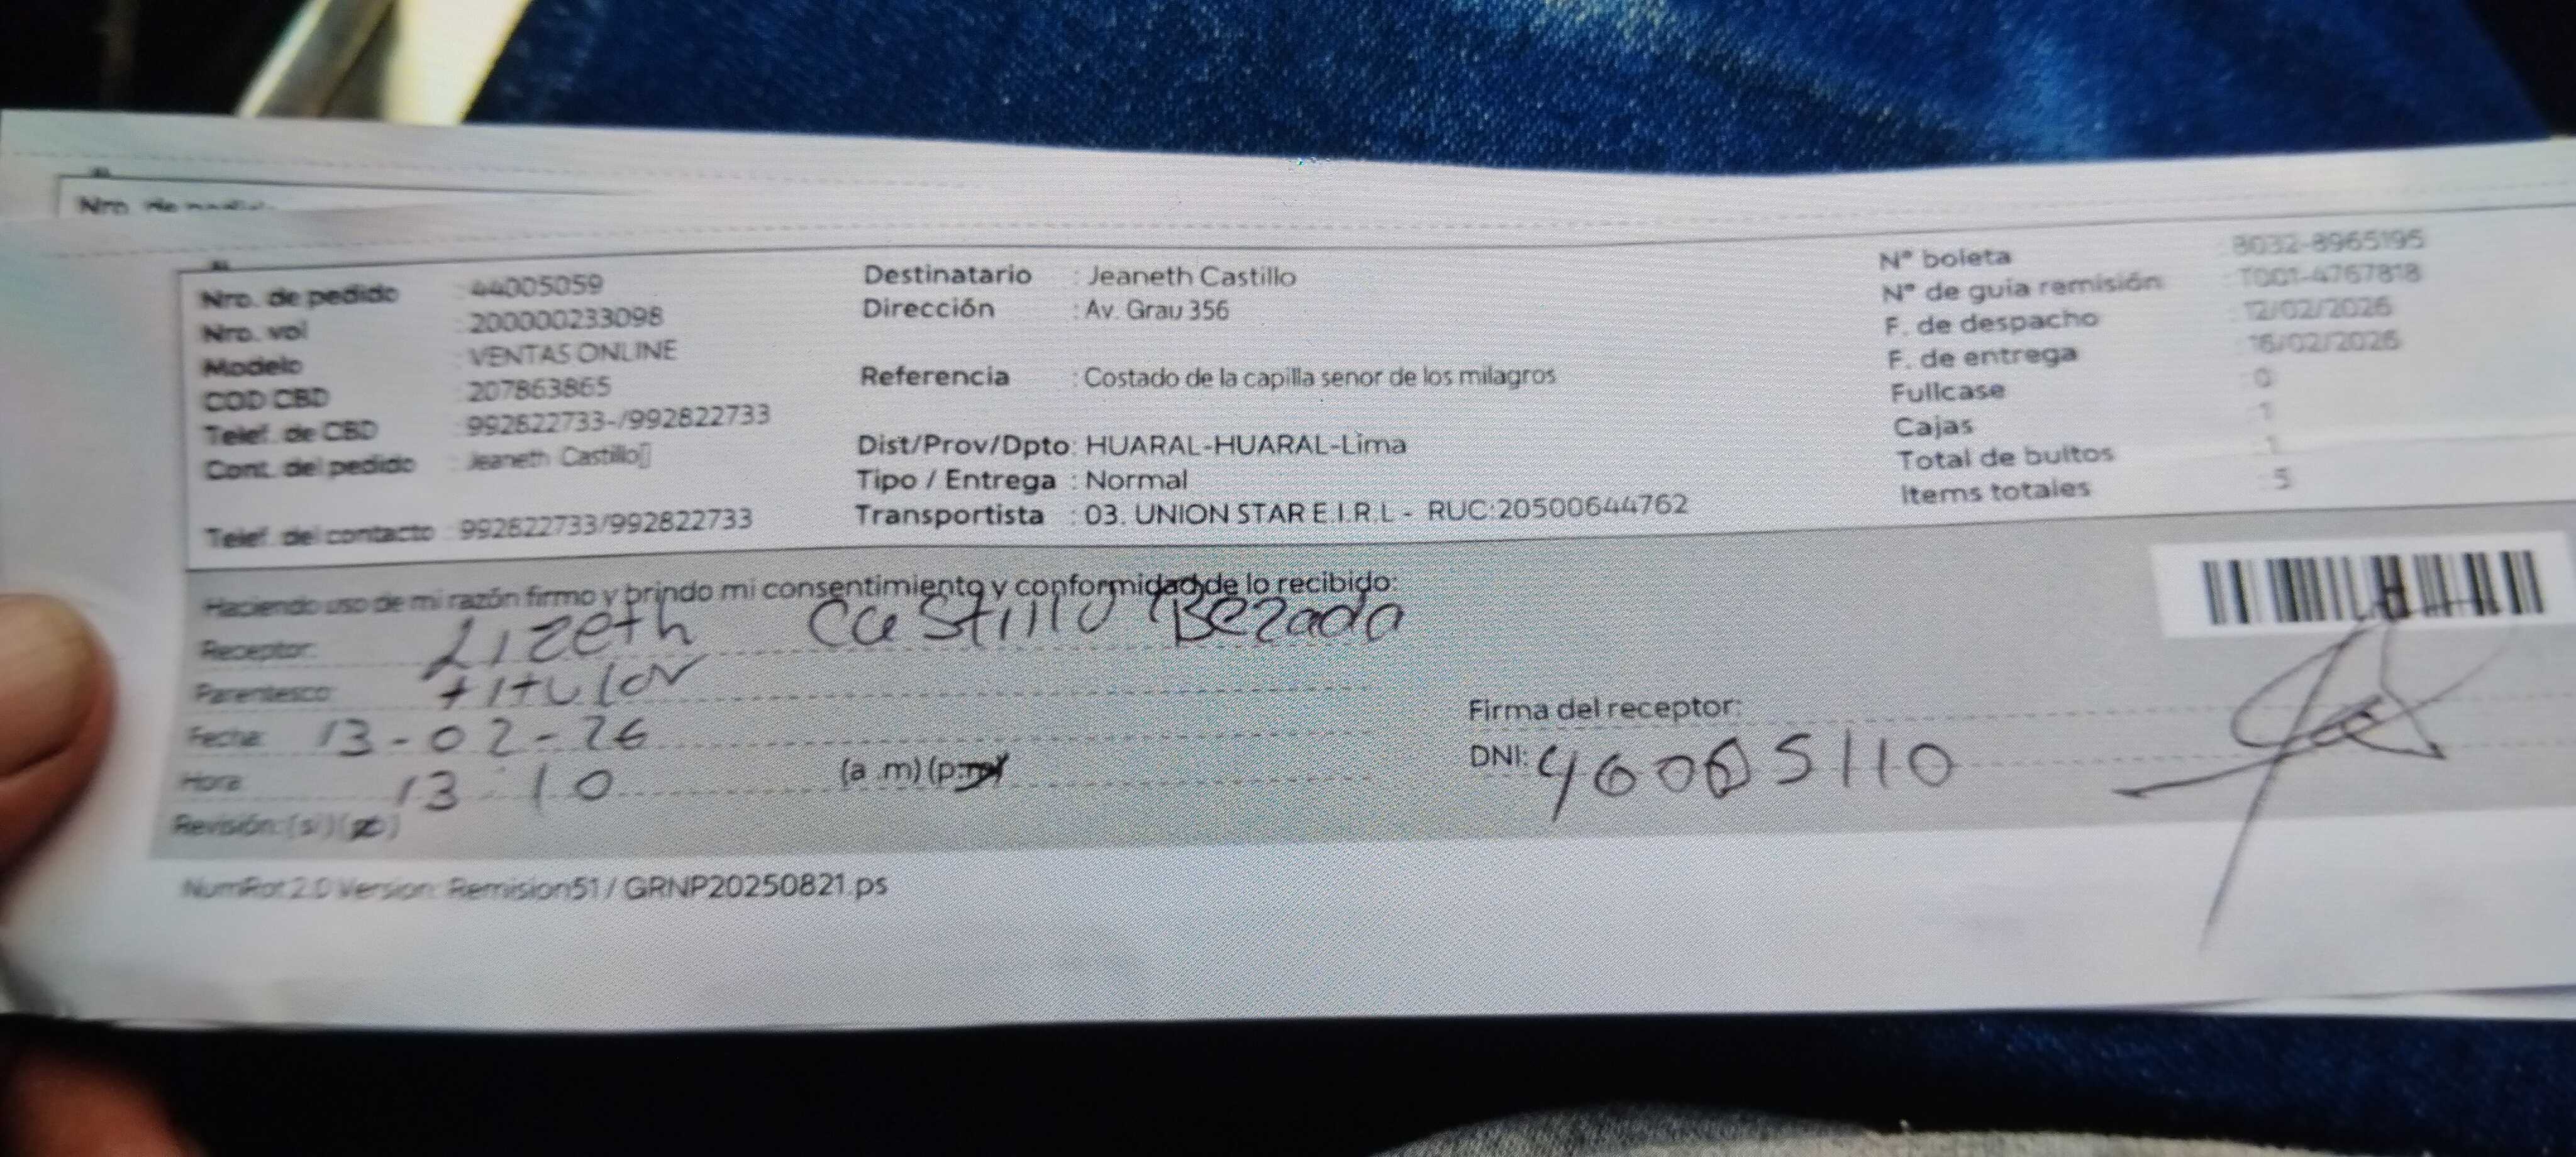 Nro. de pedido
Nro. de pedido : 44005059
Nro. vol : 200000233098
Modelo : VENTAS ONLINE
COD CBD : 207863865
Telef. de CBD : 992822733-/992822733
Cont. del pedido : Jeaneth Castillo[]
Telef. del contacto : 992822733/992822733
Destinatario : Jeaneth Castillo
Dirección : Av. Grau 356
Referencia : Costado de la capilla senor de los milagros
Dist/Prov/Dpto: HUARAL-HUARAL-Lima
Tipo / Entrega : Normal
Transportista : 03. UNION STAR E.I.R.L - RUC:20500644762
N° boleta : B032-8965195
N° de guia remisión : T001-4767818
F. de despacho : 12/02/2026
F. de entrega : 16/02/2026
Fullcase : 0
Cajas : 1
Total de bultos : 1
Items totales : 5
Haciendo uso de mi razón firmo y brindo mi consentimiento y conformidad de lo recibido:
Receptor: Lizeth Castillo Bezada
Parentesco: titular
Fecha: 13-02-26
Hora: 13:10 (a .m) (p.m)
Revisión: (si) (no)
Firma del receptor:
DNI: 46005110
NumRot 2.0 Version: Remision51 / GRNP20250821.ps